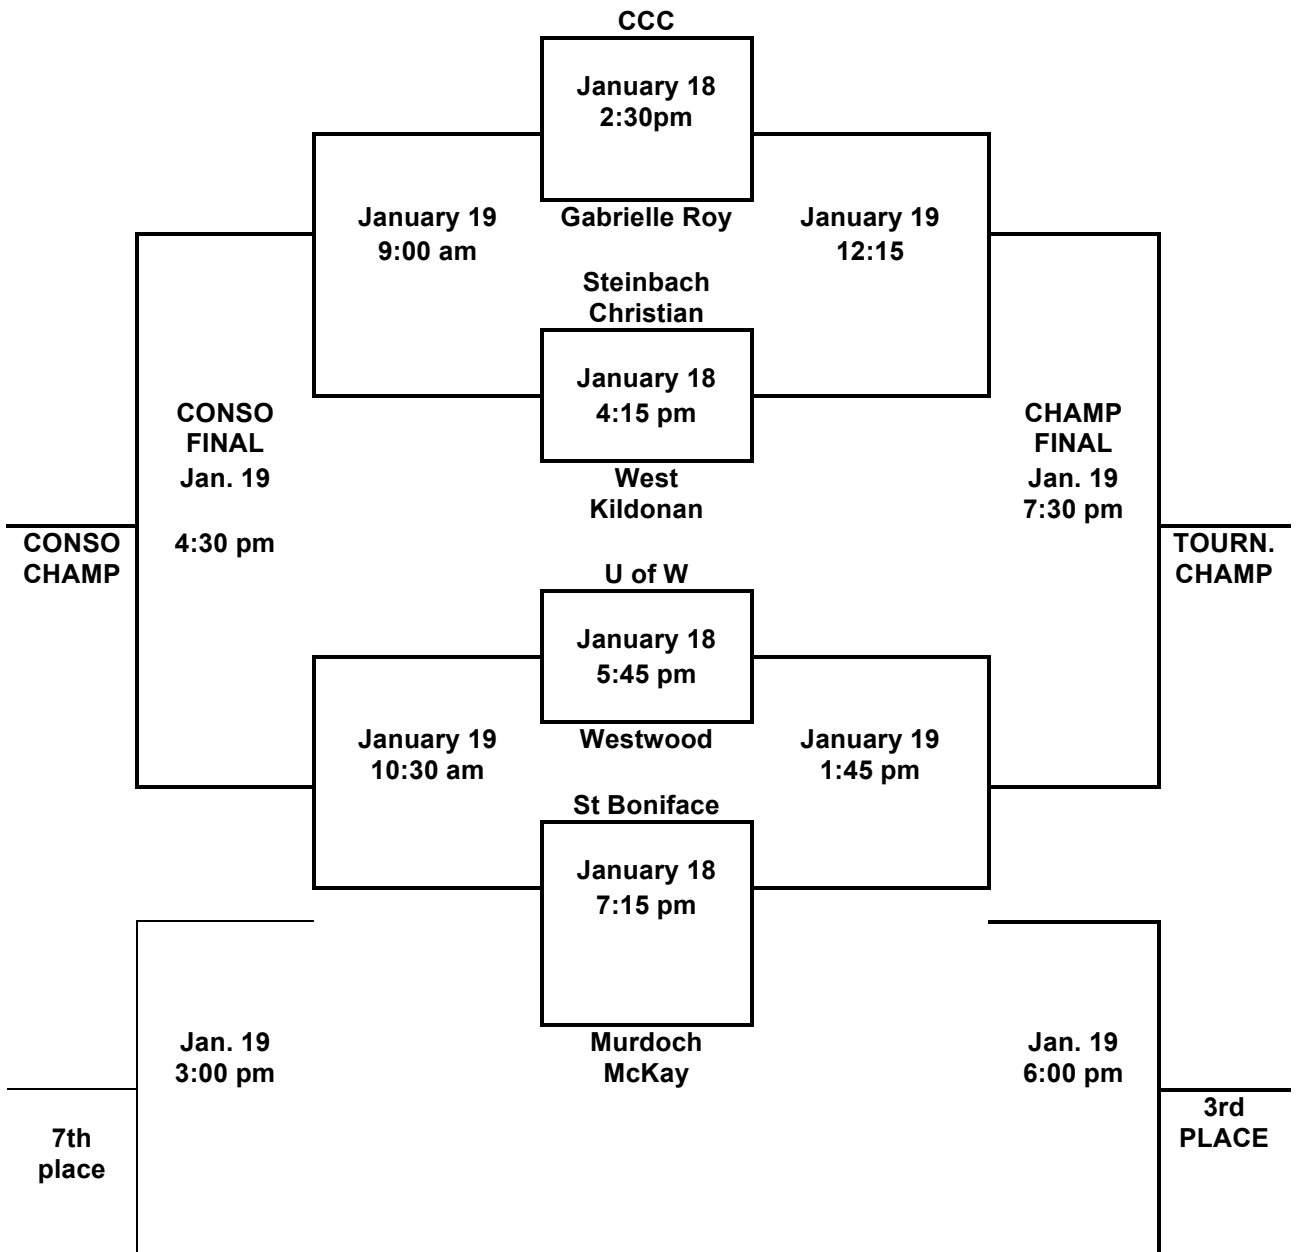 CCC
January 18
2:30pm
Gabrielle Roy
January 19
9:00 am
January 19
12:15
Steinbach
Christian
January 18
4:15 pm
West
Kildonan
CONSO
FINAL
Jan. 19
4:30 pm
CHAMP
FINAL
Jan. 19
7:30 pm
CONSO
CHAMP
TOURN.
CHAMP
U of W
January 18
5:45 pm
Westwood
January 19
10:30 am
January 19
1:45 pm
St Boniface
January 18
7:15 pm
Murdoch
McKay
Jan. 19
3:00 pm
Jan. 19
6:00 pm
7th
place
3rd
PLACE